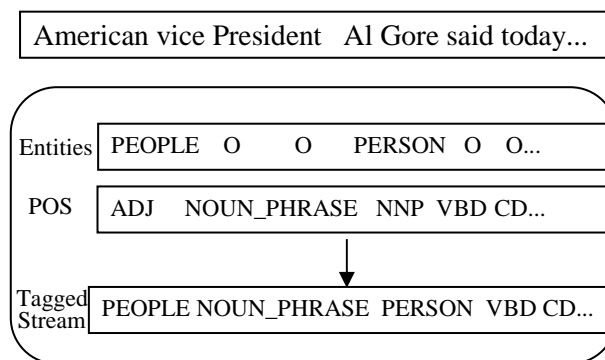 American vice President Al Gore said today...
Entities PEOPLE O O PERSON O O...
POS ADJ NOUN_PHRASE NNP VBD CD...
Tagged Stream PEOPLE NOUN_PHRASE PERSON VBD CD...